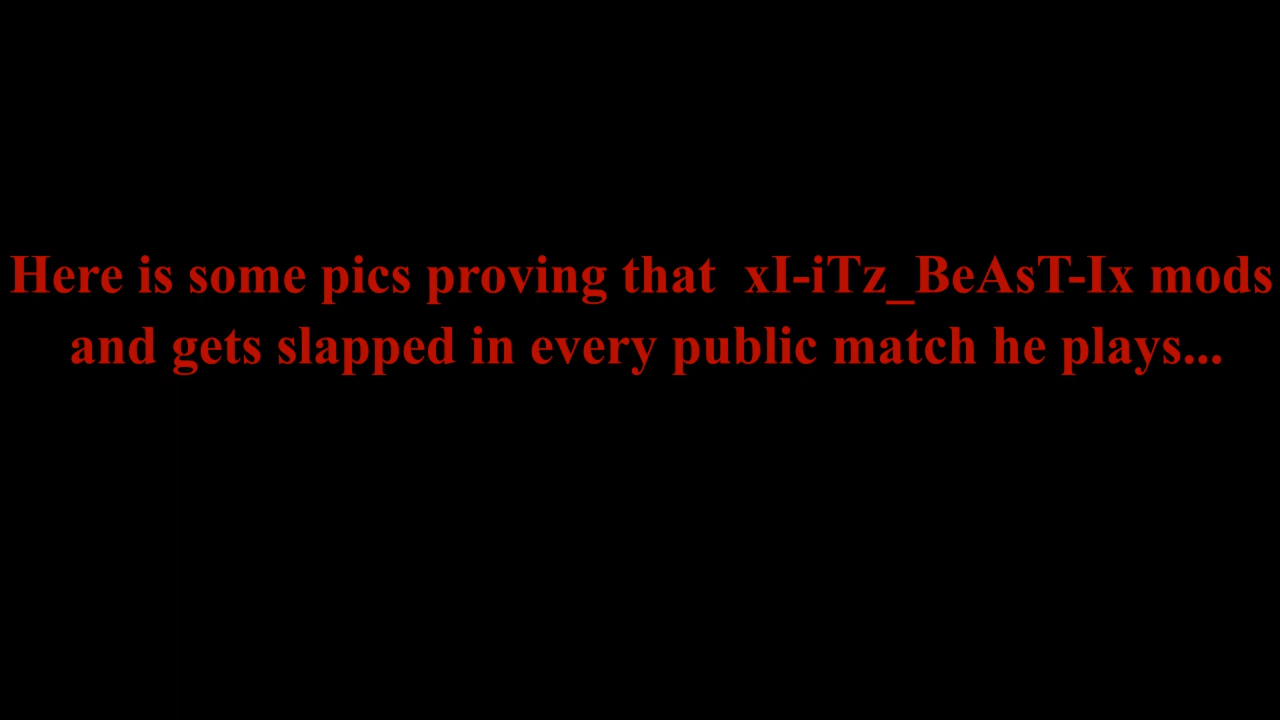 Here is some pics proving that  xI-iTz_BeAsT-Ix mods
and gets slapped in every public match he plays...